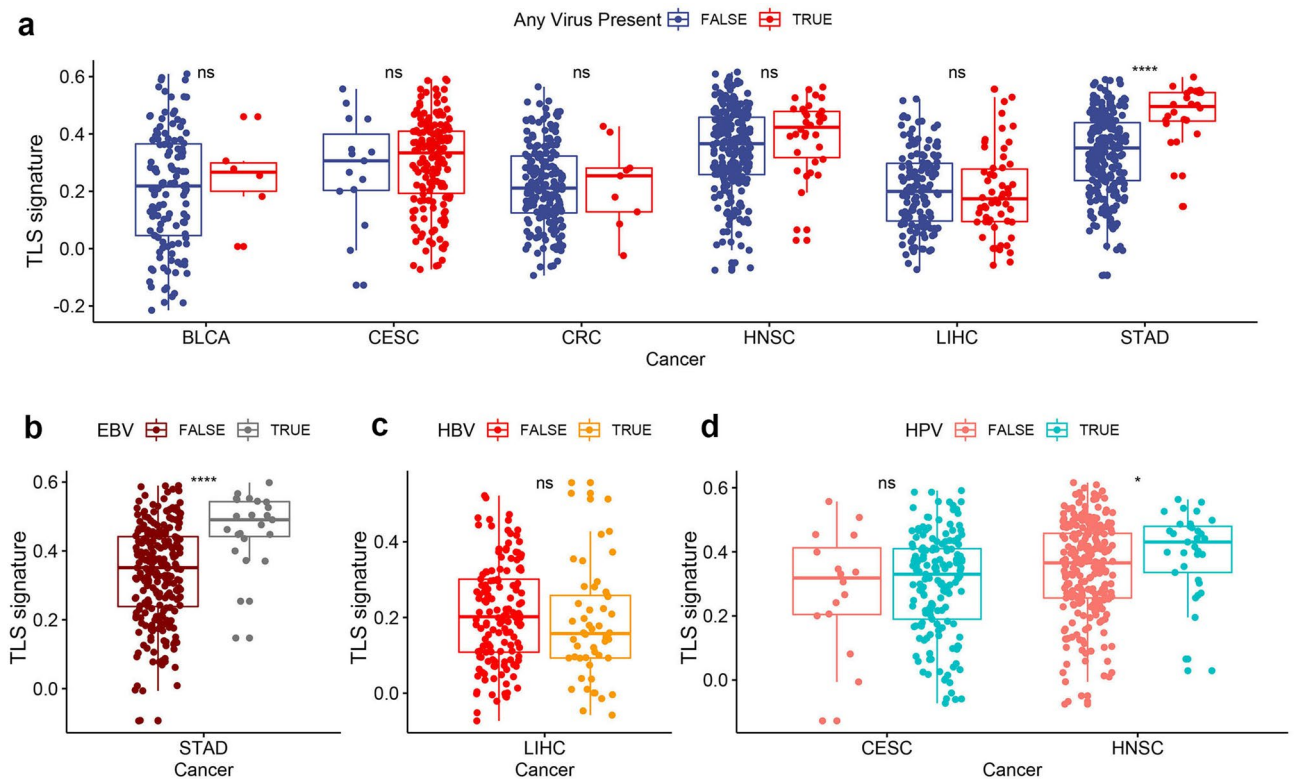 a
Any Virus Present FALSE TRUE
TLS signature
0.6
0.4
0.2
0.0
-0.2
ns ns ns ns ns ****
BLCA CESC CRC HNSC LIHC STAD
Cancer
b
EBV FALSE TRUE
TLS signature
0.6
0.4
0.2
0.0
****
STAD
Cancer
c
HBV FALSE TRUE
TLS signature
0.4
0.2
0.0
ns
LIHC
Cancer
d
HPV FALSE TRUE
TLS signature
0.6
0.4
0.2
0.0
ns *
CESC HNSC
Cancer